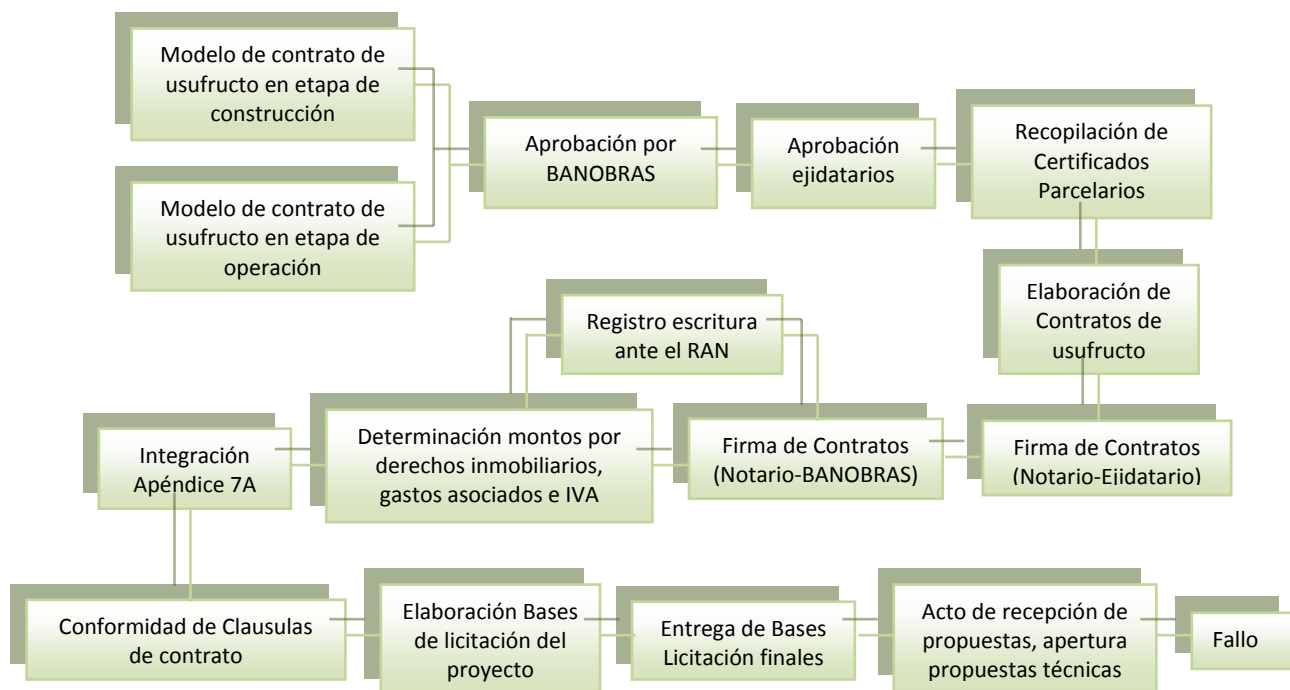 Modelo de contrato de
usufructo en etapa de
construcción
Modelo de contrato de
usufructo en etapa de
operación
Aprobación por
BANOBRAS
Aprobación
ejidatarios
Recopilación de
Certificados
Parcelarios
Elaboración de
Contratos de
usufructo
Registro escritura
ante el RAN
Firma de Contratos
(Notario-Ejidatario)
Firma de Contratos
(Notario-BANOBRAS)
Determinación montos por
derechos inmobiliarios,
gastos asociados e IVA
Integración
Apéndice 7A
Conformidad de Clausulas
de contrato
Elaboración Bases
de licitación del
proyecto
Entrega de Bases
Licitación finales
Acto de recepción de
propuestas, apertura
propuestas técnicas
Fallo